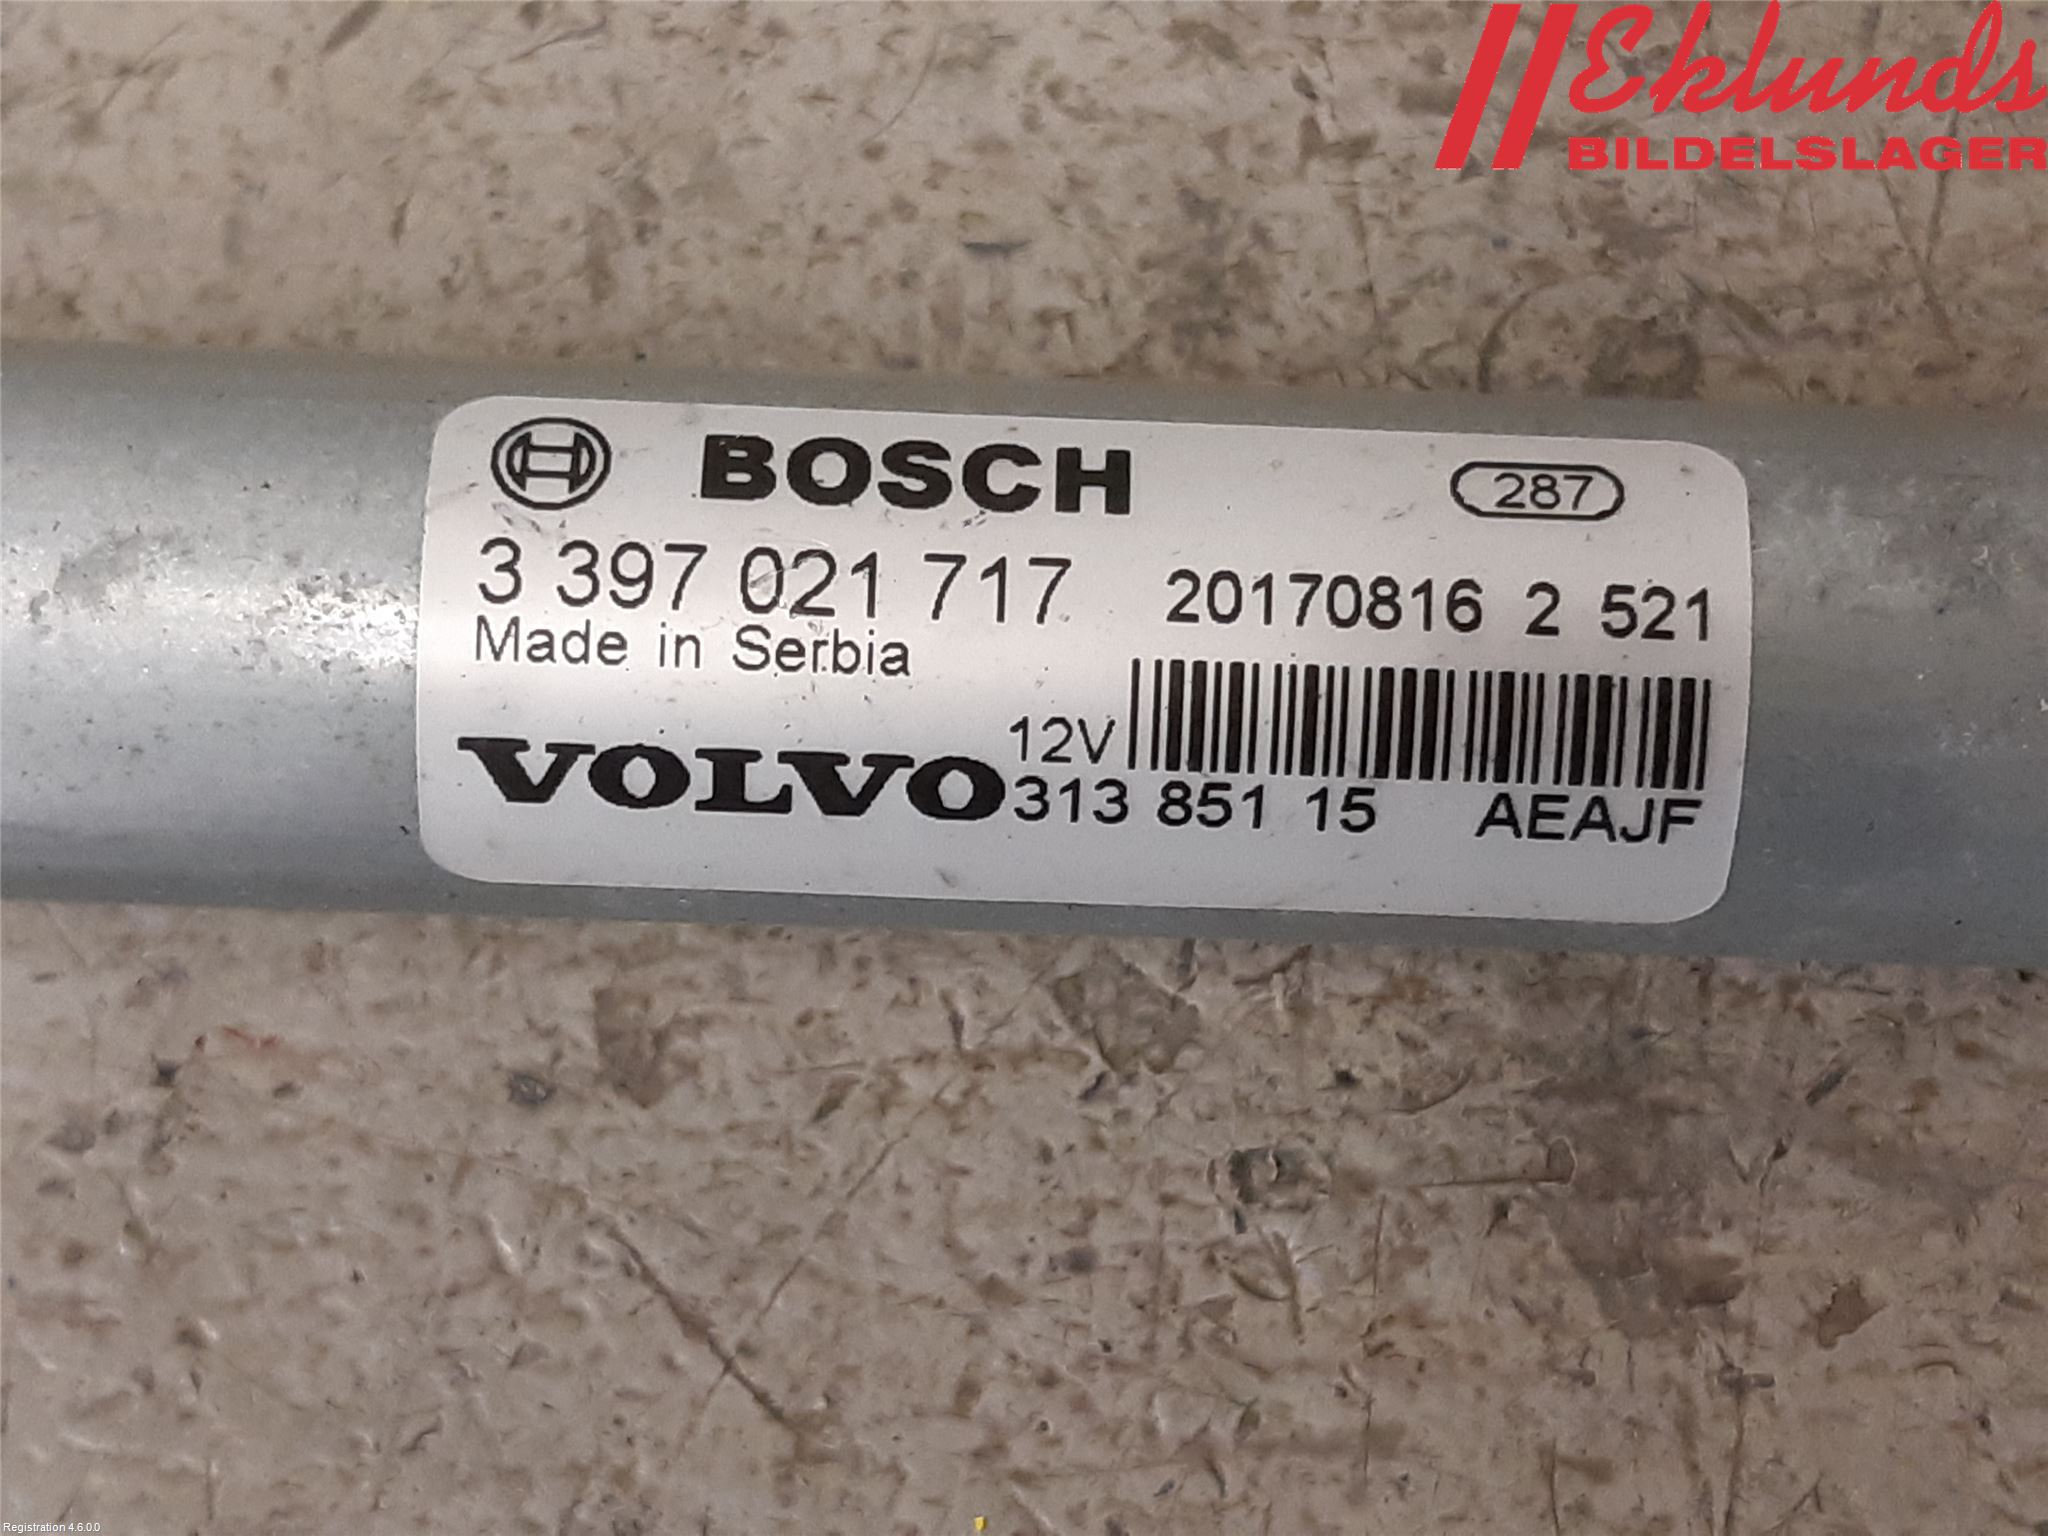 Eklunds
BILDELSLAGER
BOSCH
287
3 397 021 717
20170816 2 521
Made in Serbia
12V
VOLVO
313 851 15
AEAJF
Registration 4.6.0.0